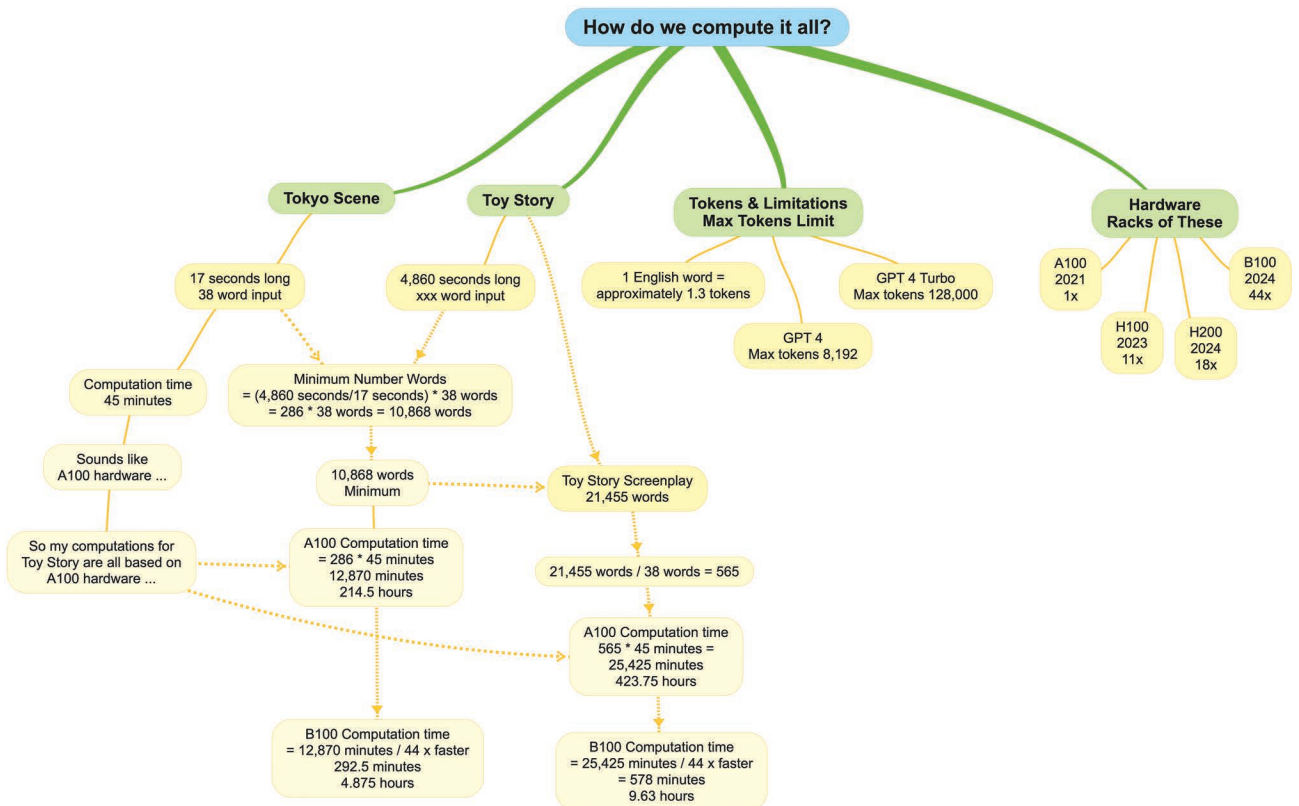 How do we compute it all?
Tokyo Scene
17 seconds long
38 word input
Computation time
45 minutes
Sounds like
A100 hardware ...
So my computations for
Toy Story are all based on
A100 hardware ...
Toy Story
4,860 seconds long
xxx word input
Minimum Number Words
= (4,860 seconds/17 seconds) * 38 words
= 286 * 38 words = 10,868 words
10,868 words
Minimum
A100 Computation time
= 286 * 45 minutes
12,870 minutes
214.5 hours
B100 Computation time
= 12,870 minutes / 44 x faster
292.5 minutes
4.875 hours
Toy Story Screenplay
21,455 words
21,455 words / 38 words = 565
A100 Computation time
565 * 45 minutes =
25,425 minutes
423.75 hours
B100 Computation time
= 25,425 minutes / 44 x faster
= 578 minutes
9.63 hours
Tokens & Limitations
Max Tokens Limit
1 English word =
approximately 1.3 tokens
GPT 4
Max tokens 8,192
GPT 4 Turbo
Max tokens 128,000
Hardware
Racks of These
A100
2021
1x
H100
2023
11x
H200
2024
18x
B100
2024
44x